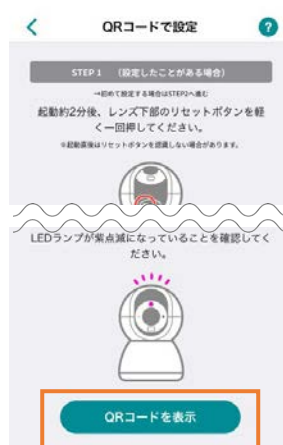 QRコードで設定
?
STEP 1 (設定したことがある場合)
→初めて設定する場合はSTEP2へ進む
起動約2分後、レンズ下部のリセットボタンを軽
く一回押してください。
※起動直後はリセットボタンを認識しない場合があります。
LEDランプが紫点滅になっていることを確認してく
ださい。
QRコードを表示